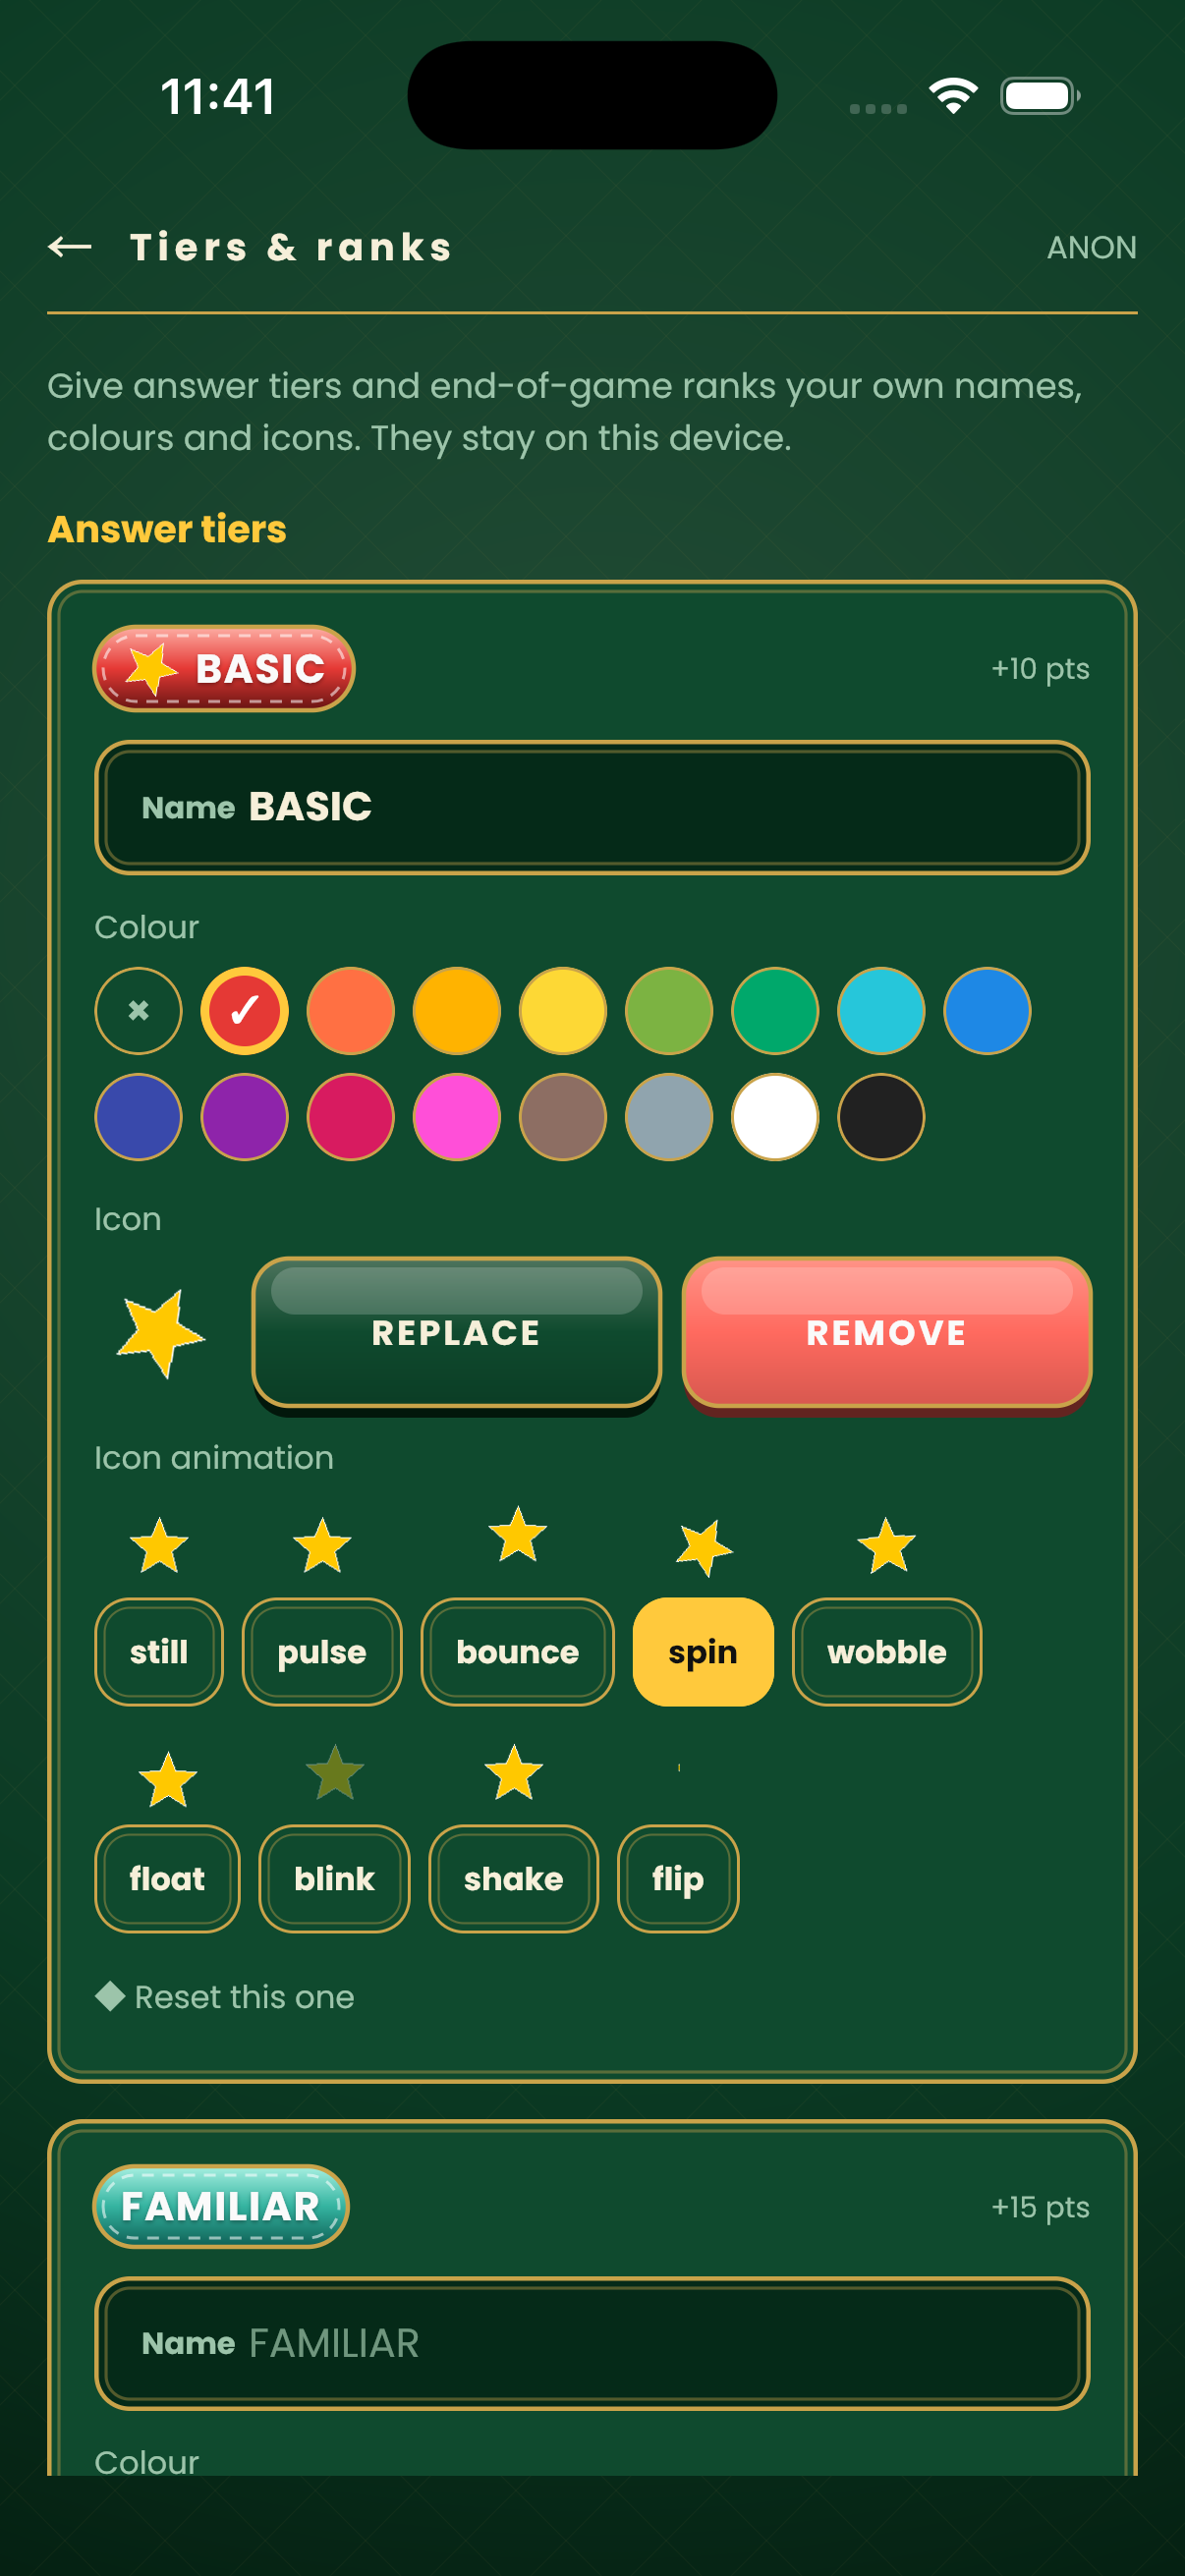 11:41
Tiers & ranks
ANON
Give answer tiers and end-of-game ranks your own names,
colours and icons. They stay on this device.
Answer tiers
BASIC
+10 pts
Name BASIC
Colour
Icon
REPLACE
REMOVE
Icon animation
still
pulse
bounce
spin
wobble
float
blink
shake
flip
Reset this one
FAMILIAR
+15 pts
Name FAMILIAR
Colour